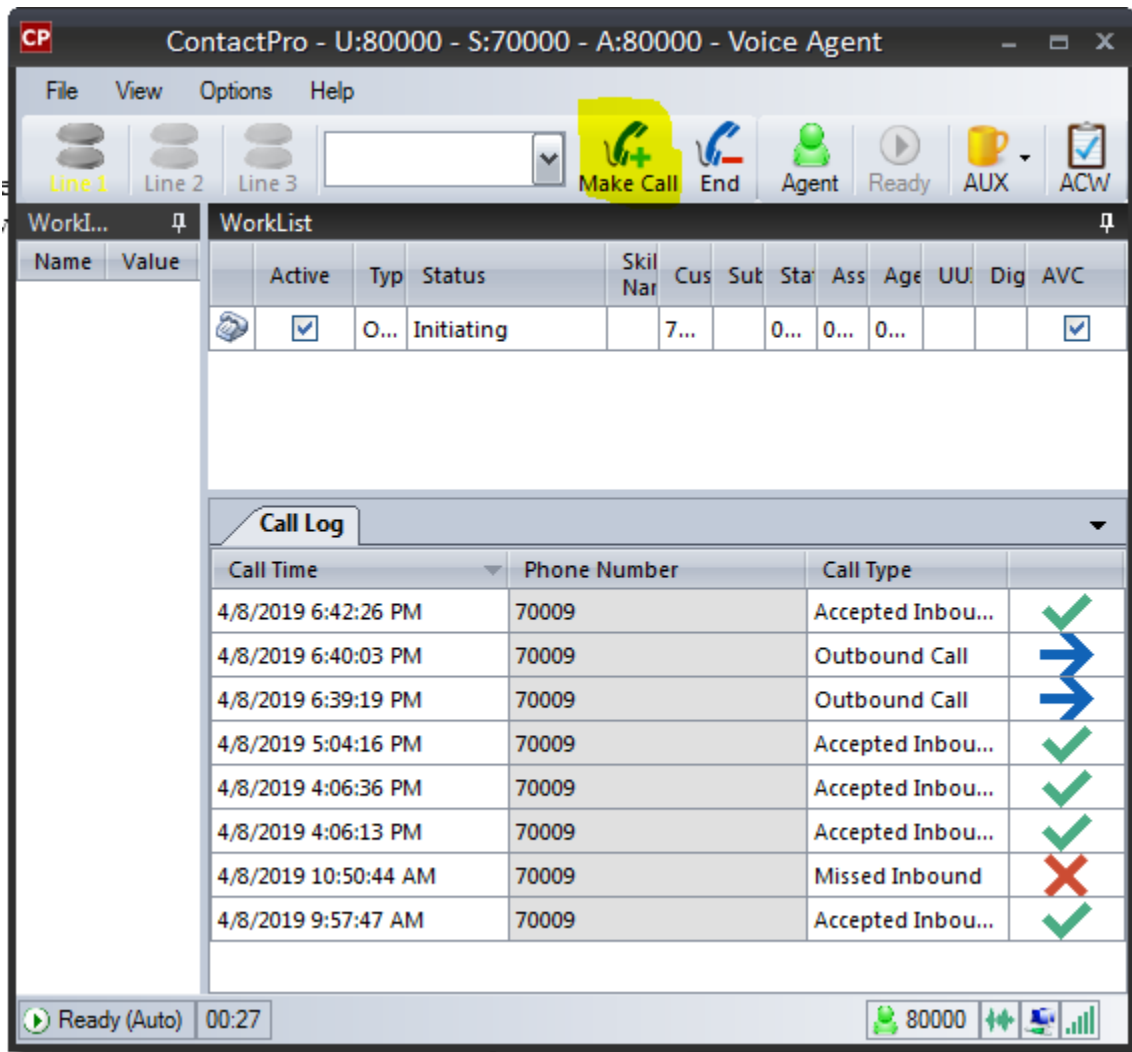 CP ContactPro - U:80000 - S:70000 - A:80000 - Voice Agent
File View Options Help
Line 1 Line 2 Line 3 Make Call End Agent Ready AUX ACW
WorkI... WorkList
Name Value
Active Typ Status Skil Nar Cus Sub Sta Ass Age UU Dig AVC
O... Initiating 7... 0... 0... 0...
Call Log
Call Time Phone Number Call Type
4/8/2019 6:42:26 PM 70009 Accepted Inbou...
4/8/2019 6:40:03 PM 70009 Outbound Call
4/8/2019 6:39:19 PM 70009 Outbound Call
4/8/2019 5:04:16 PM 70009 Accepted Inbou...
4/8/2019 4:06:36 PM 70009 Accepted Inbou...
4/8/2019 4:06:13 PM 70009 Accepted Inbou...
4/8/2019 10:50:44 AM 70009 Missed Inbound
4/8/2019 9:57:47 AM 70009 Accepted Inbou...
Ready (Auto) 00:27 80000